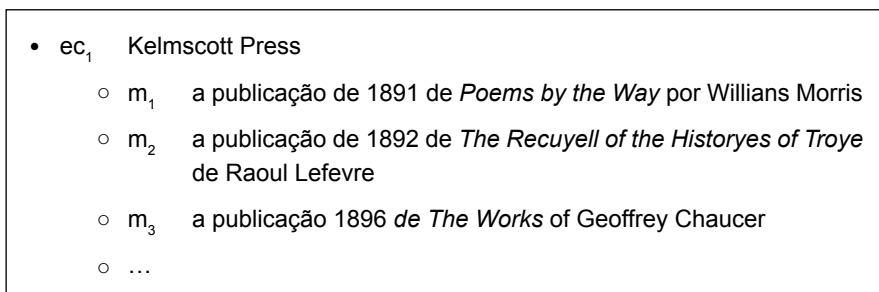 • ec₁ Kelmscott Press
○ m₁ a publicação de 1891 de Poems by the Way por Willians Morris
○ m₂ a publicação de 1892 de The Recuyell of the Historyes of Troye
de Raoul Lefevre
○ m₃ a publicação 1896 de The Works of Geoffrey Chaucer
○ …